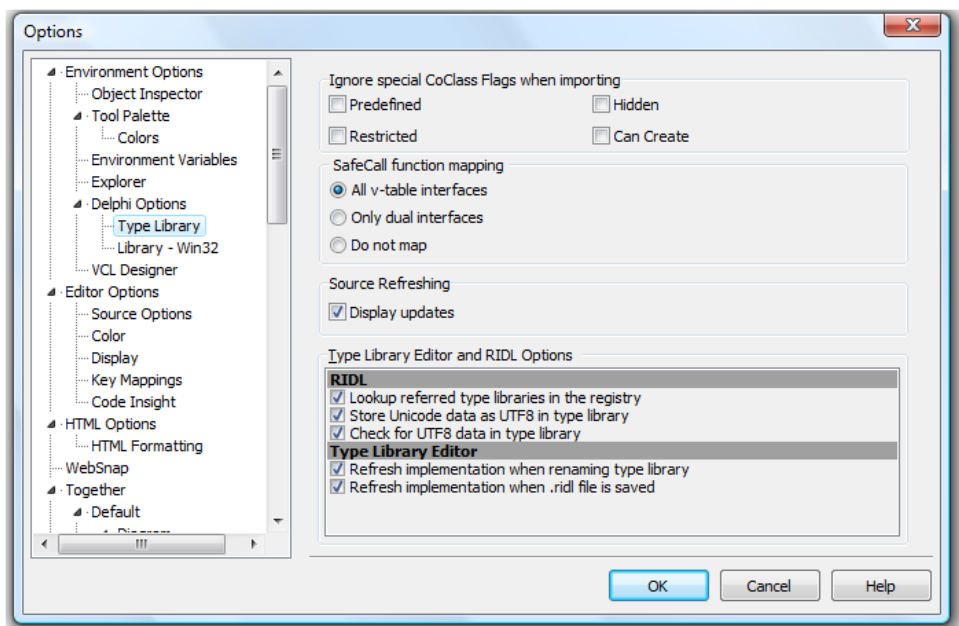 Options
Environment Options
Object Inspector
Tool Palette
Colors
Environment Variables
Explorer
Delphi Options
Type Library
Library - Win32
VCL Designer
Editor Options
Source Options
Color
Display
Key Mappings
Code Insight
HTML Options
HTML Formatting
WebSnap
Together
Default
Ignore special CoClass Flags when importing
Predefined Hidden
Restricted Can Create
SafeCall function mapping
All v-table interfaces
Only dual interfaces
Do not map
Source Refreshing
Display updates
Type Library Editor and RIDL Options
RIDL
Lookup referred type libraries in the registry
Store Unicode data as UTF8 in type library
Check for UTF8 data in type library
Type Library Editor
Refresh implementation when renaming type library
Refresh implementation when .ridl file is saved
OK Cancel Help